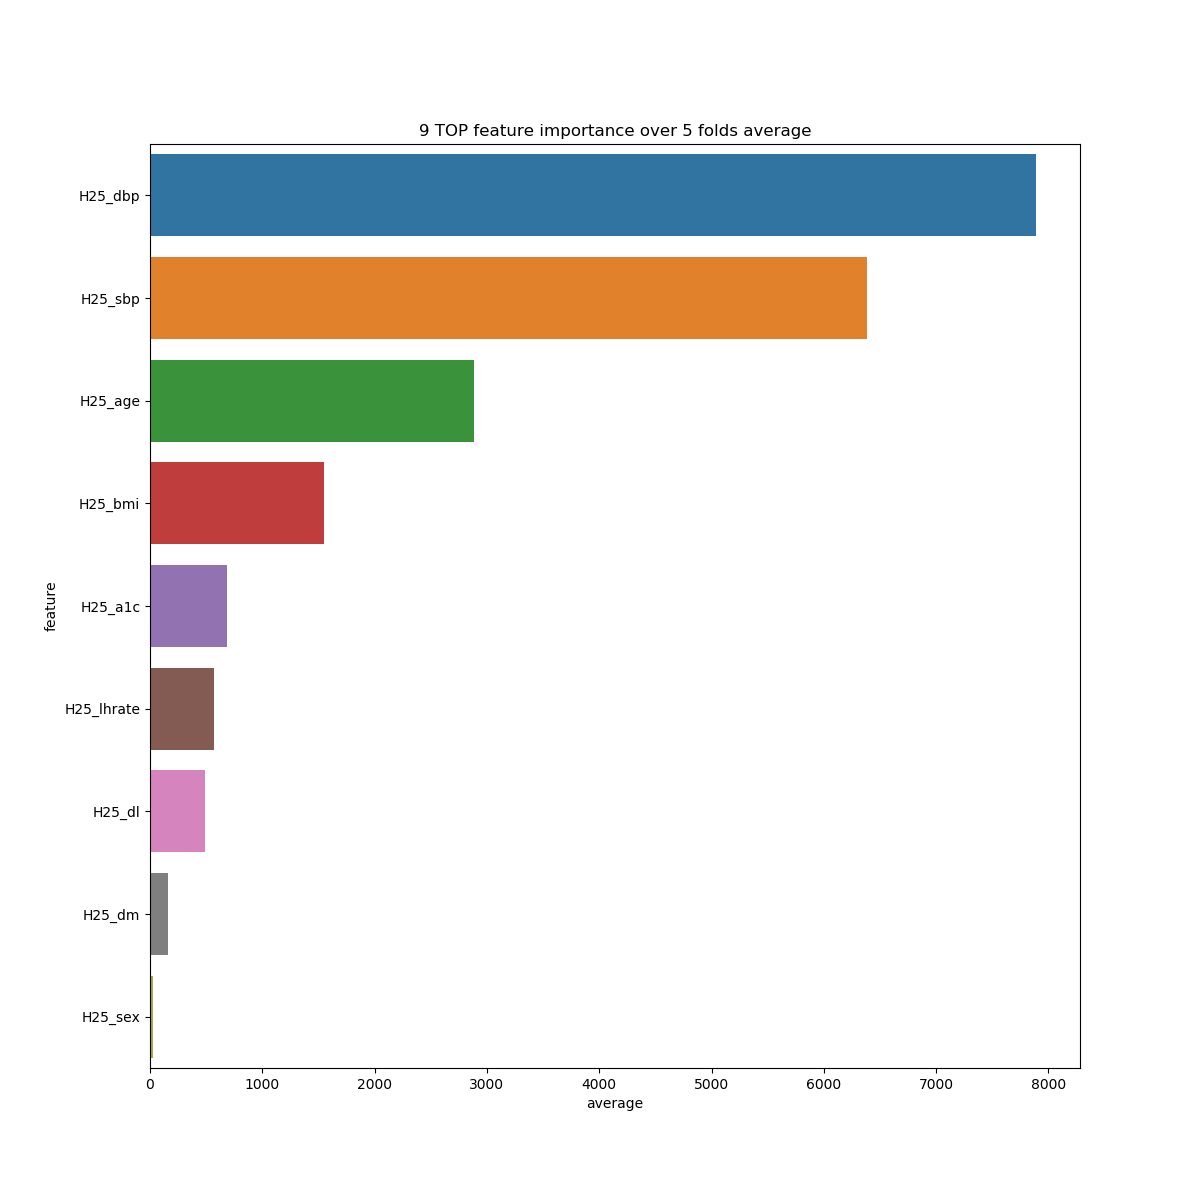 9 TOP feature importance over 5 folds average
H25_dbp
H25_sbp
H25_age
H25_bmi
H25_a1c
H25_lhrate
H25_dl
H25_dm
H25_sex
feature
0 1000 2000 3000 4000 5000 6000 7000 8000
average